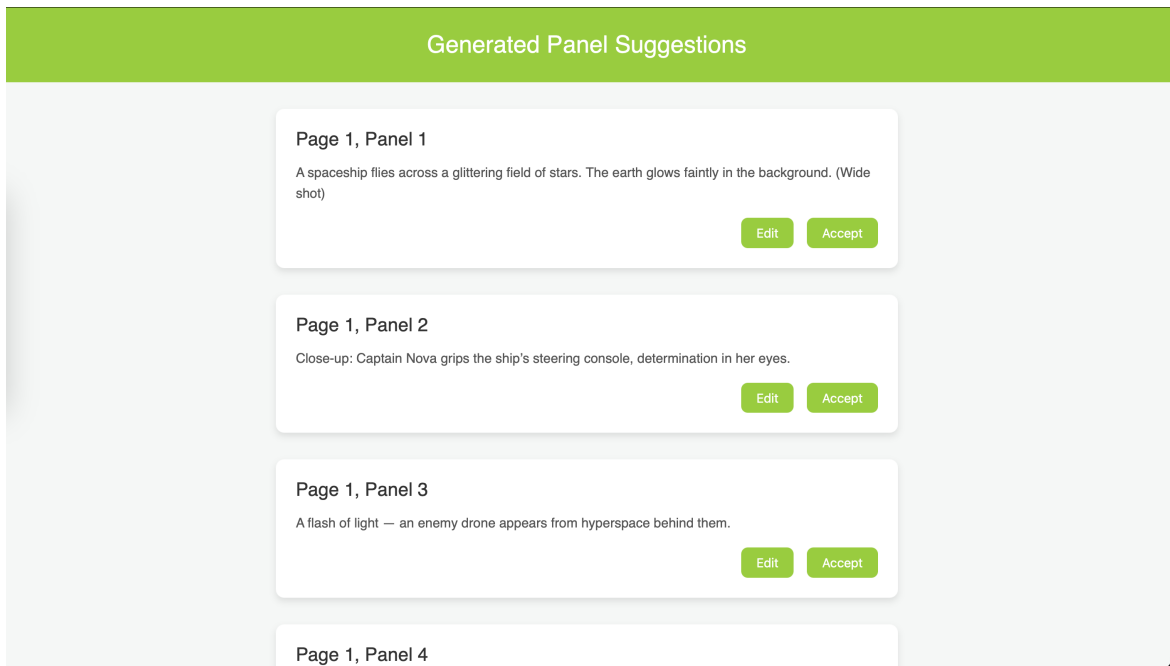 Generated Panel Suggestions
Page 1, Panel 1
A spaceship flies across a glittering field of stars. The earth glows faintly in the background. (Wide
shot)
Edit Accept
Page 1, Panel 2
Close-up: Captain Nova grips the ship’s steering console, determination in her eyes.
Edit Accept
Page 1, Panel 3
A flash of light — an enemy drone appears from hyperspace behind them.
Edit Accept
Page 1, Panel 4